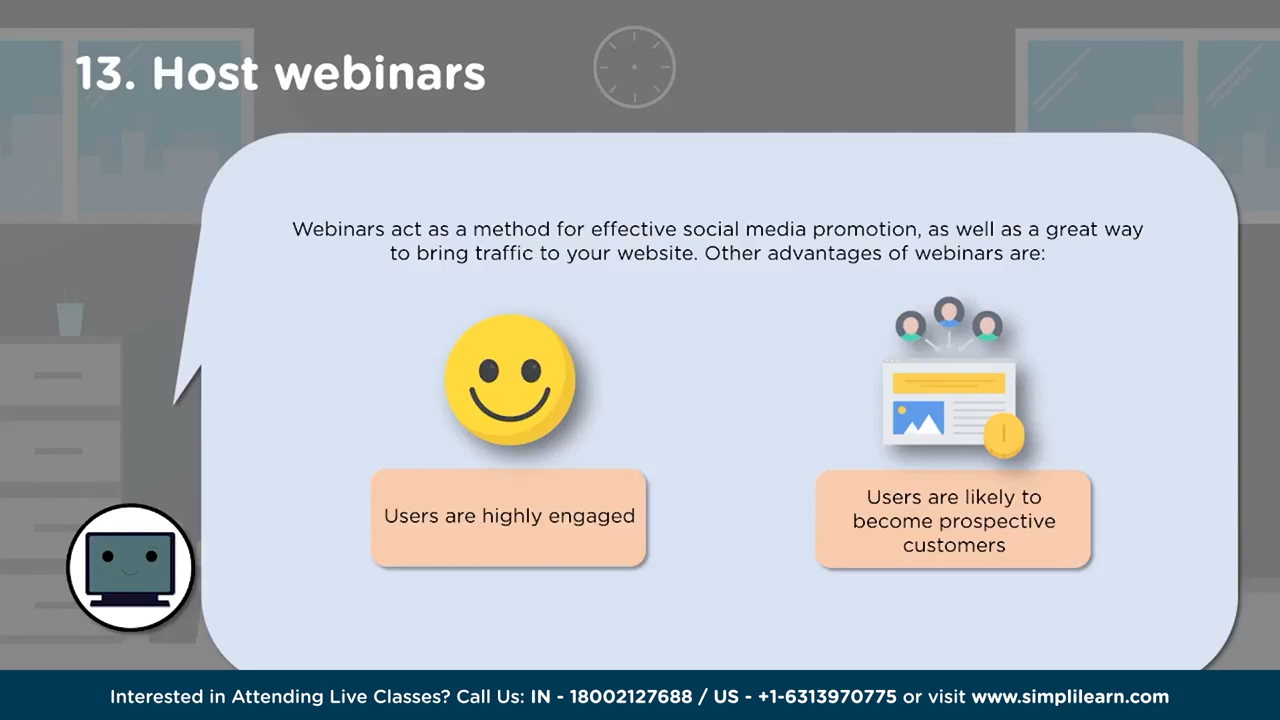 13. Host webinars
Webinars act as a method for effective social media promotion, as well as a great way
to bring traffic to your website. Other advantages of webinars are:
Users are highly engaged
Users are likely to
become prospective
customers
Interested in Attending Live Classes? Call Us: IN - 18002127688 / US - +1-6313970775 or visit www.simplilearn.com